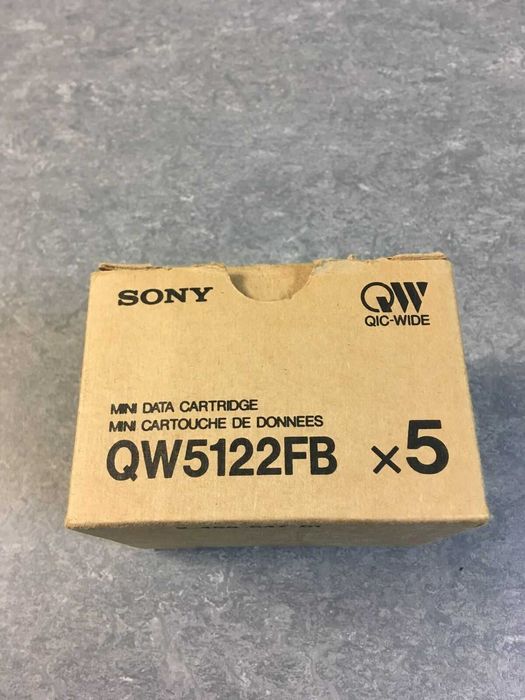 SONY
QW
QIC-WIDE
MINI DATA CARTRIDGE
MINI CARTOUCHE DE DONNEES
QW5122FB ×5